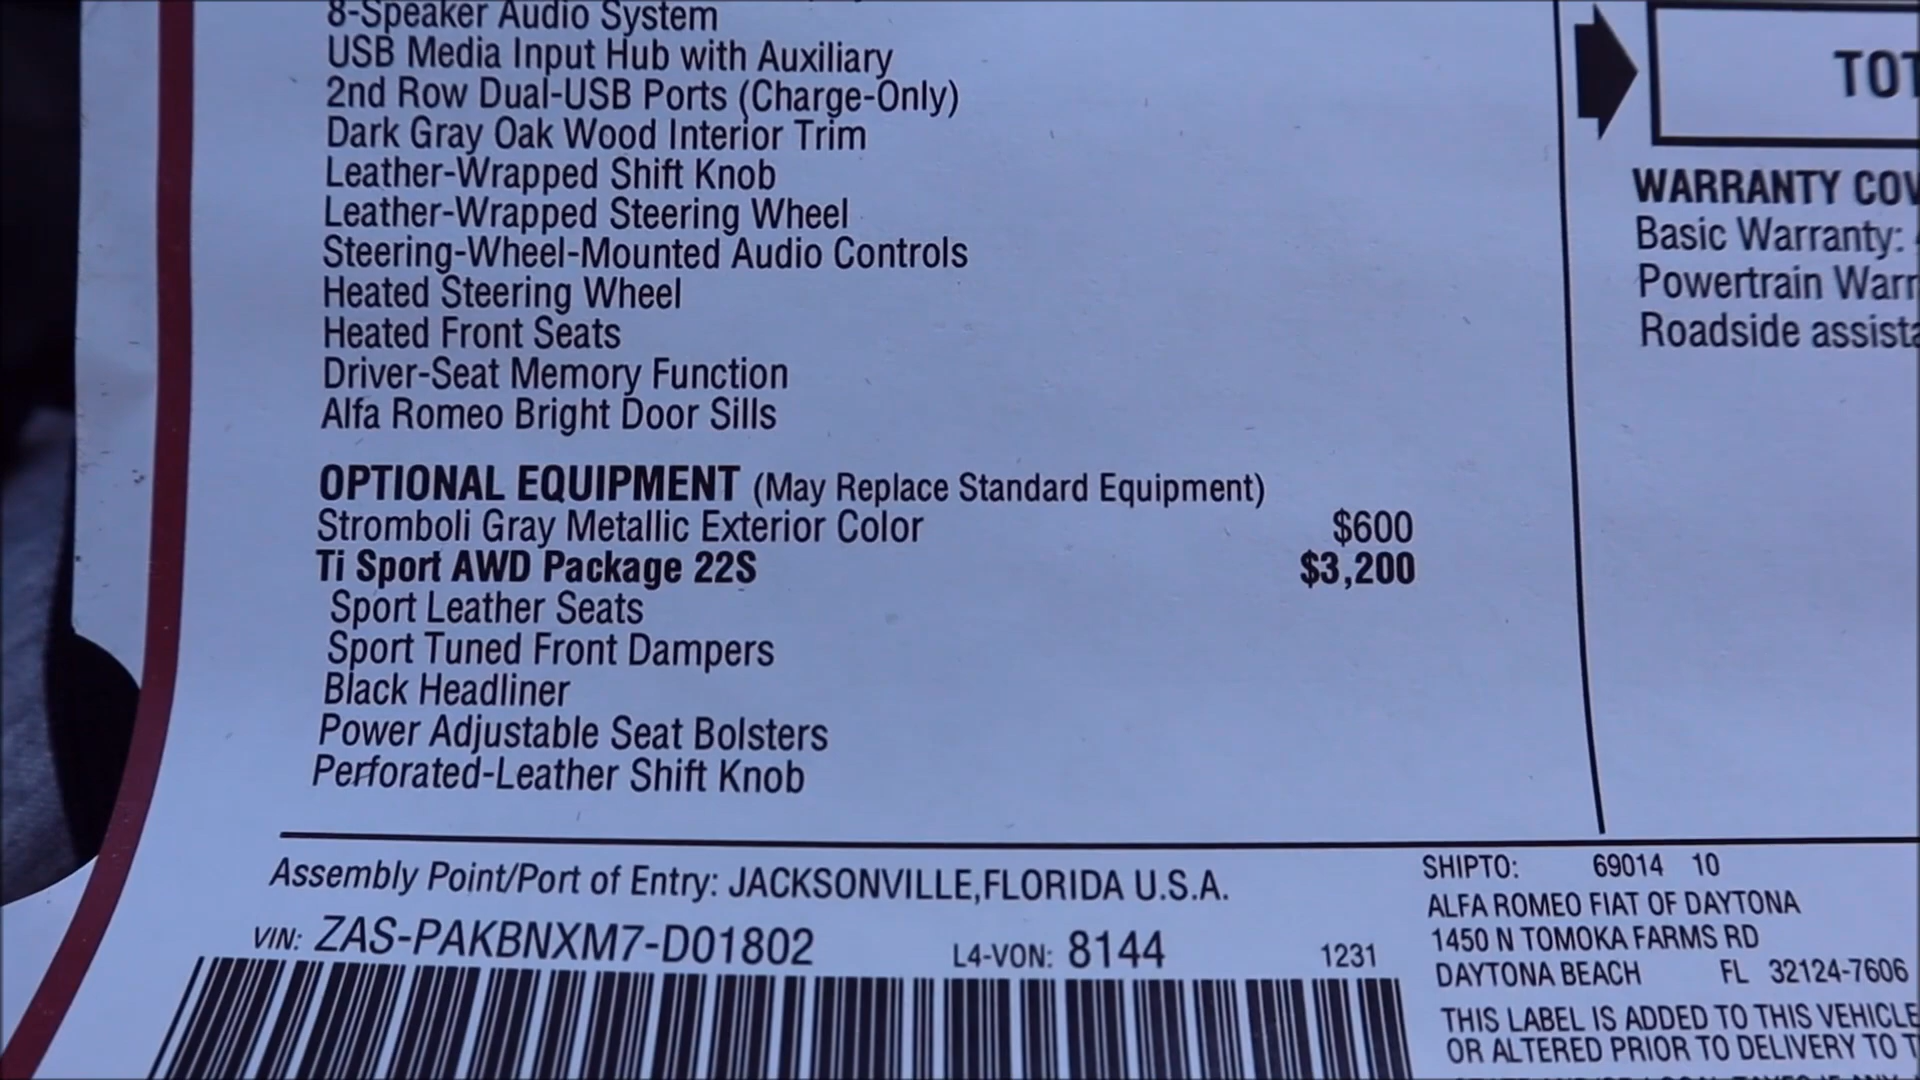 8-Speaker Audio System
USB Media Input Hub with Auxiliary
2nd Row Dual-USB Ports (Charge-Only)
Dark Gray Oak Wood Interior Trim
Leather-Wrapped Shift Knob
Leather-Wrapped Steering Wheel
Steering-Wheel-Mounted Audio Controls
Heated Steering Wheel
Heated Front Seats
Driver-Seat Memory Function
Alfa Romeo Bright Door Sills
OPTIONAL EQUIPMENT (May Replace Standard Equipment)
Stromboli Gray Metallic Exterior Color $600
Ti Sport AWD Package 22S $3,200
Sport Leather Seats
Sport Tuned Front Dampers
Black Headliner
Power Adjustable Seat Bolsters
Perforated-Leather Shift Knob
TOT
WARRANTY COV
Basic Warranty:
Powertrain Warr
Roadside assista
Assembly Point/Port of Entry: JACKSONVILLE,FLORIDA U.S.A.
VIN: ZAS-PAKBNXM7-D01802 L4-VON: 8144 1231
SHIPTO: 69014 10
ALFA ROMEO FIAT OF DAYTONA
1450 N TOMOKA FARMS RD
DAYTONA BEACH FL 32124-7606
THIS LABEL IS ADDED TO THIS VEHICLE
OR ALTERED PRIOR TO DELIVERY TO T